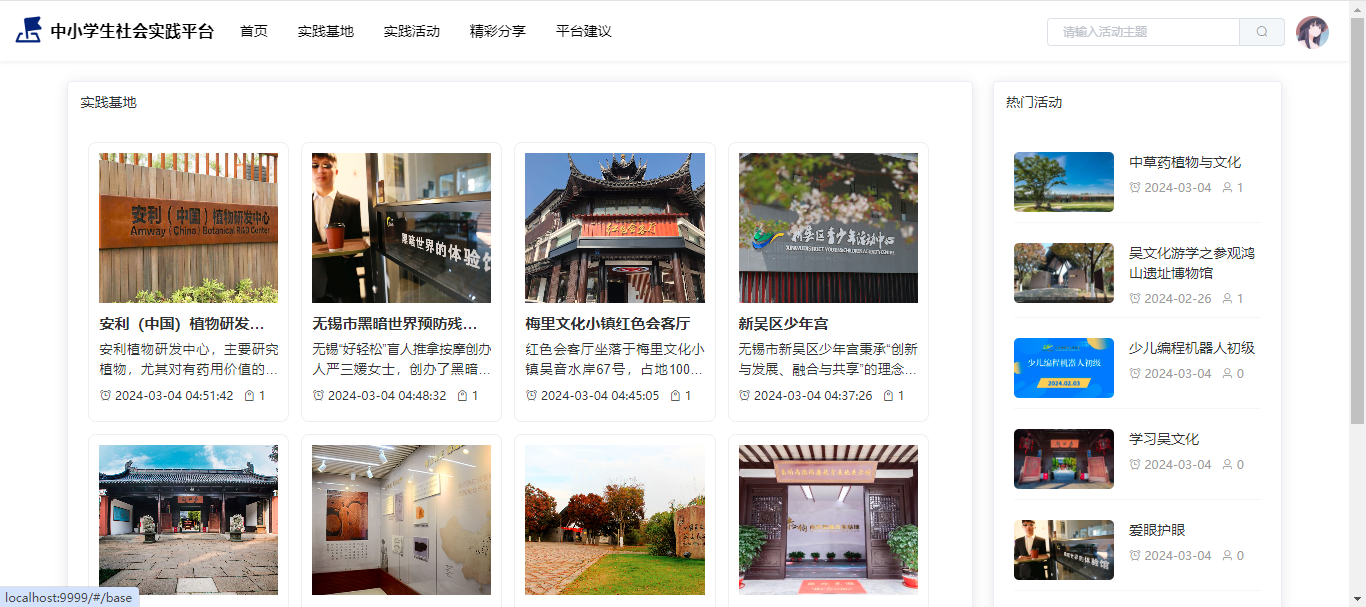 中小学生社会实践平台 首页 实践基地 实践活动 精彩分享 平台建议 请输入活动主题
实践基地
安利（中国）植物研发中心
Amway (China) Botanical R&D Center
安利（中国）植物研发...
安利植物研发中心，主要研究
植物，尤其对有药用价值的...
2024-03-04 04:51:42 1
黑暗世界的体验馆
无锡市黑暗世界预防残...
无锡“好轻松”盲人推拿按摩创办
人严三媛女士，创办了黑暗...
2024-03-04 04:48:32 1
红色会客厅
梅里文化小镇红色会客厅
红色会客厅坐落于梅里文化小
镇吴音水岸67号，占地100...
2024-03-04 04:45:05 1
新吴区青少年活动中心
新吴区少年宫
无锡市新吴区少年宫秉承“创新
与发展、融合与共享”的理念...
2024-03-04 04:37:26 1
热门活动
中草药植物与文化
2024-03-04 1
吴文化游学之参观鸿
山遗址博物馆
2024-02-26 1
少儿编程机器人初级
2024.02.03
少儿编程机器人初级
2024-03-04 0
学习吴文化
2024-03-04 0
爱眼护眼
2024-03-04 0
localhost:9999/#/base